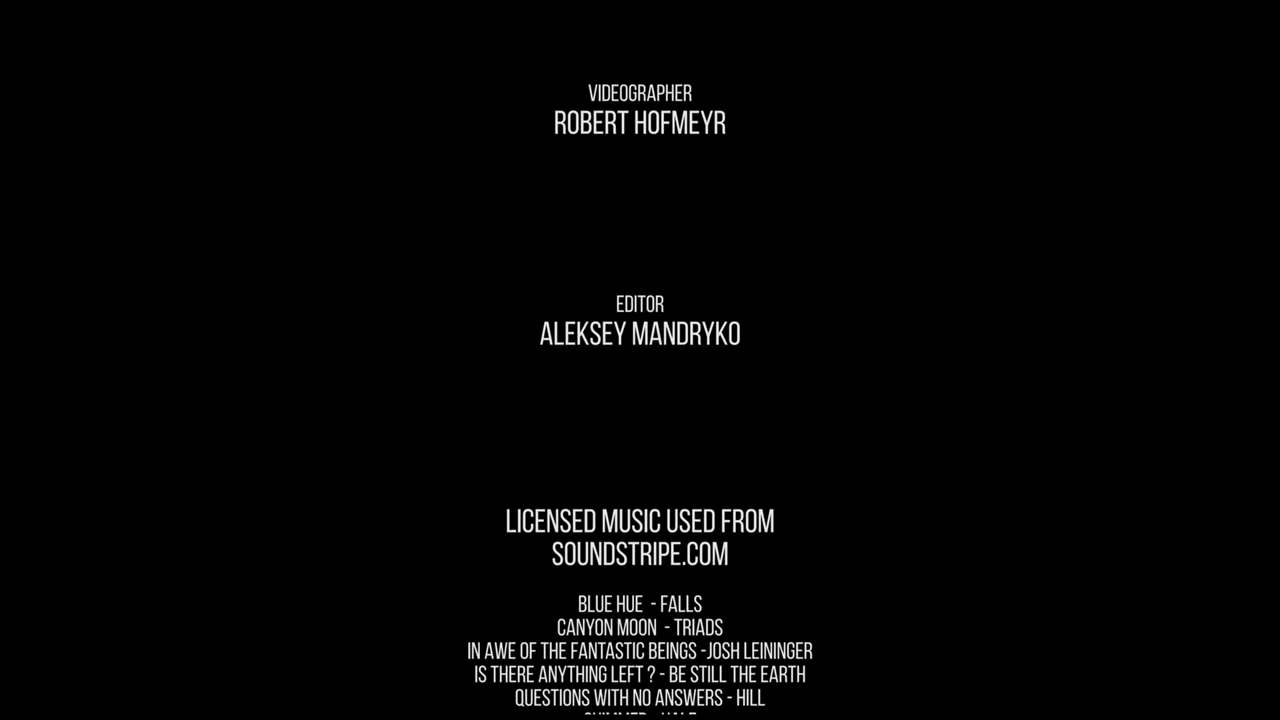 VIDEOGRAPHER
ROBERT HOFMEYR
EDITOR
ALEKSEY MANDRYKO
LICENSED MUSIC USED FROM
SOUNDSTRIPE.COM
BLUE HUE - FALLS
CANYON MOON - TRIADS
IN AWE OF THE FANTASTIC BEINGS -JOSH LEININGER
IS THERE ANYTHING LEFT ? - BE STILL THE EARTH
QUESTIONS WITH NO ANSWERS - HILL